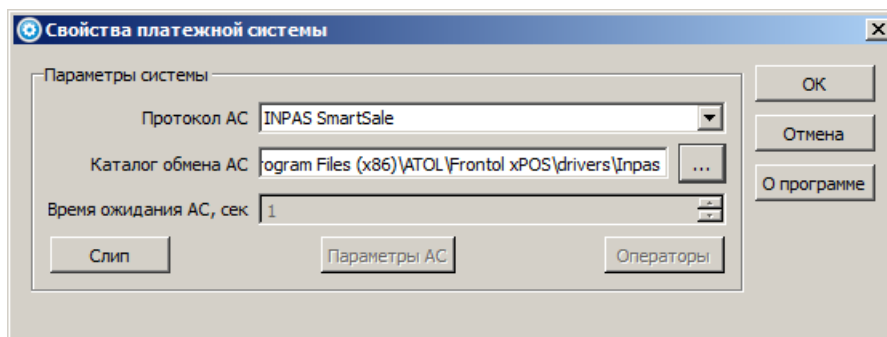 Свойства платежной системы
Параметры системы
Протокол АС INPAS SmartSale
Каталог обмена АС rogram Files (x86)\ATOL\Frontol xPOS\drivers\Inpas ...
Время ожидания АС, сек 1
Слип Параметры АС Операторы
ОК
Отмена
О программе